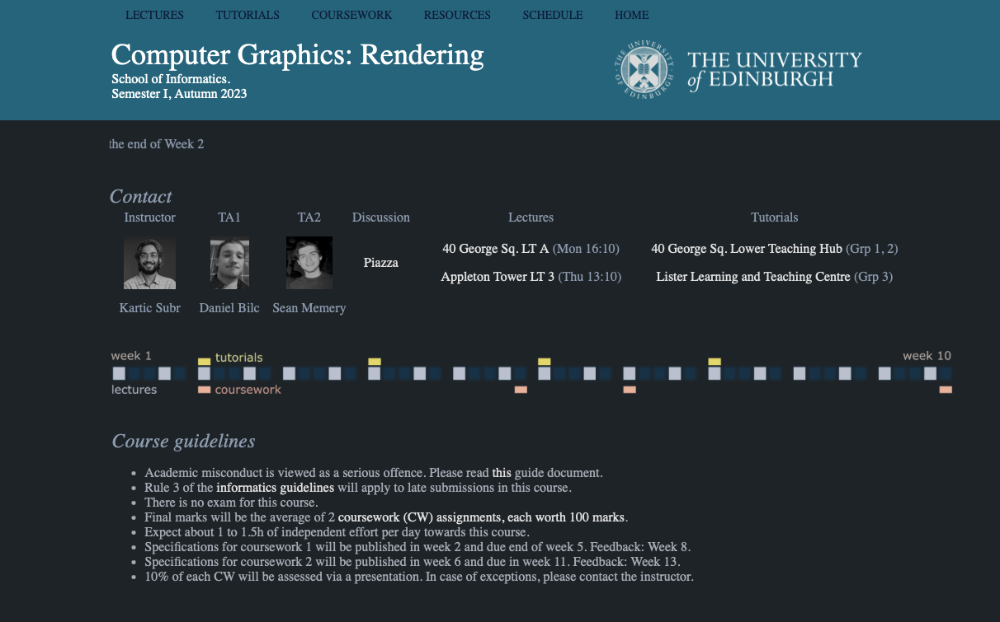 LECTURES TUTORIALS COURSEWORK RESOURCES SCHEDULE HOME
Computer Graphics: Rendering
School of Informatics.
Semester I, Autumn 2023
THE UNIVERSITY
of EDINBURGH
the end of Week 2
Contact
Instructor TA1 TA2 Discussion Lectures Tutorials
40 George Sq. LT A (Mon 16:10) 40 George Sq. Lower Teaching Hub (Grp 1, 2)
Piazza
Appleton Tower LT 3 (Thu 13:10) Lister Learning and Teaching Centre (Grp 3)
Kartic Subr Daniel Bilc Sean Memery
week 1 tutorials week 10
lectures coursework
Course guidelines
• Academic misconduct is viewed as a serious offence. Please read this guide document.
• Rule 3 of the informatics guidelines will apply to late submissions in this course.
• There is no exam for this course.
• Final marks will be the average of 2 coursework (CW) assignments, each worth 100 marks.
• Expect about 1 to 1.5h of independent effort per day towards this course.
• Specifications for coursework 1 will be published in week 2 and due end of week 5. Feedback: Week 8.
• Specifications for coursework 2 will be published in week 6 and due in week 11. Feedback: Week 13.
• 10% of each CW will be assessed via a presentation. In case of exceptions, please contact the instructor.